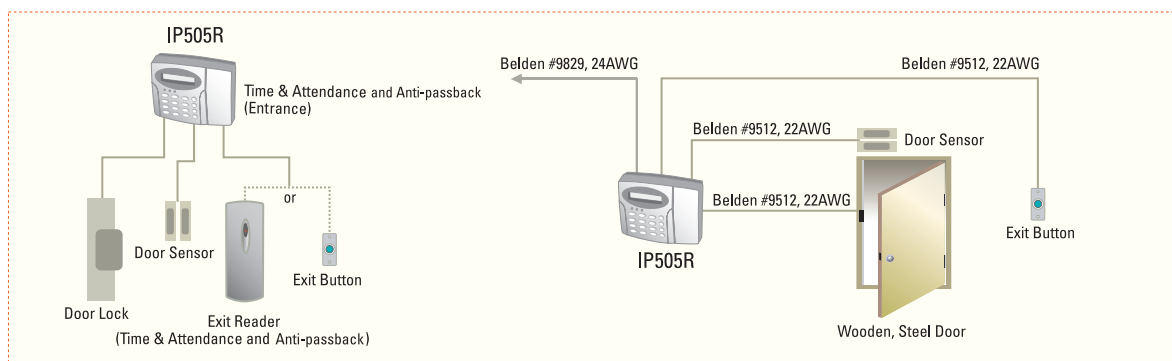 IP505R
Time & Attendance and Anti-passback
(Entrance)
or
Door Sensor
Exit Button
Door Lock
Exit Reader
(Time & Attendance and Anti-passback)
Belden #9829, 24AWG
Belden #9512, 22AWG
Belden #9512, 22AWG
Door Sensor
Belden #9512, 22AWG
IP505R
Exit Button
Wooden, Steel Door